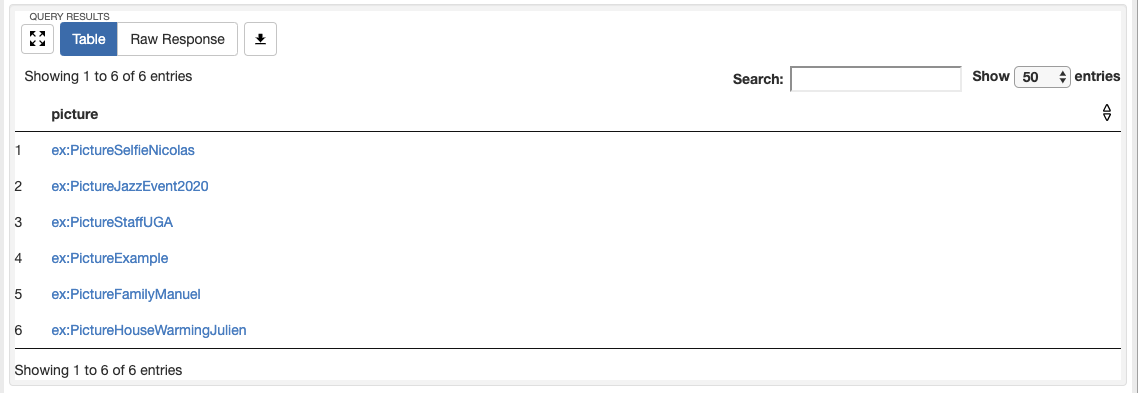 QUERY RESULTS
Table Raw Response
Showing 1 to 6 of 6 entries
Search: Show 50 entries
picture
1 ex:PictureSelfieNicolas
2 ex:PictureJazzEvent2020
3 ex:PictureStaffUGA
4 ex:PictureExample
5 ex:PictureFamilyManuel
6 ex:PictureHouseWarmingJulien
Showing 1 to 6 of 6 entries